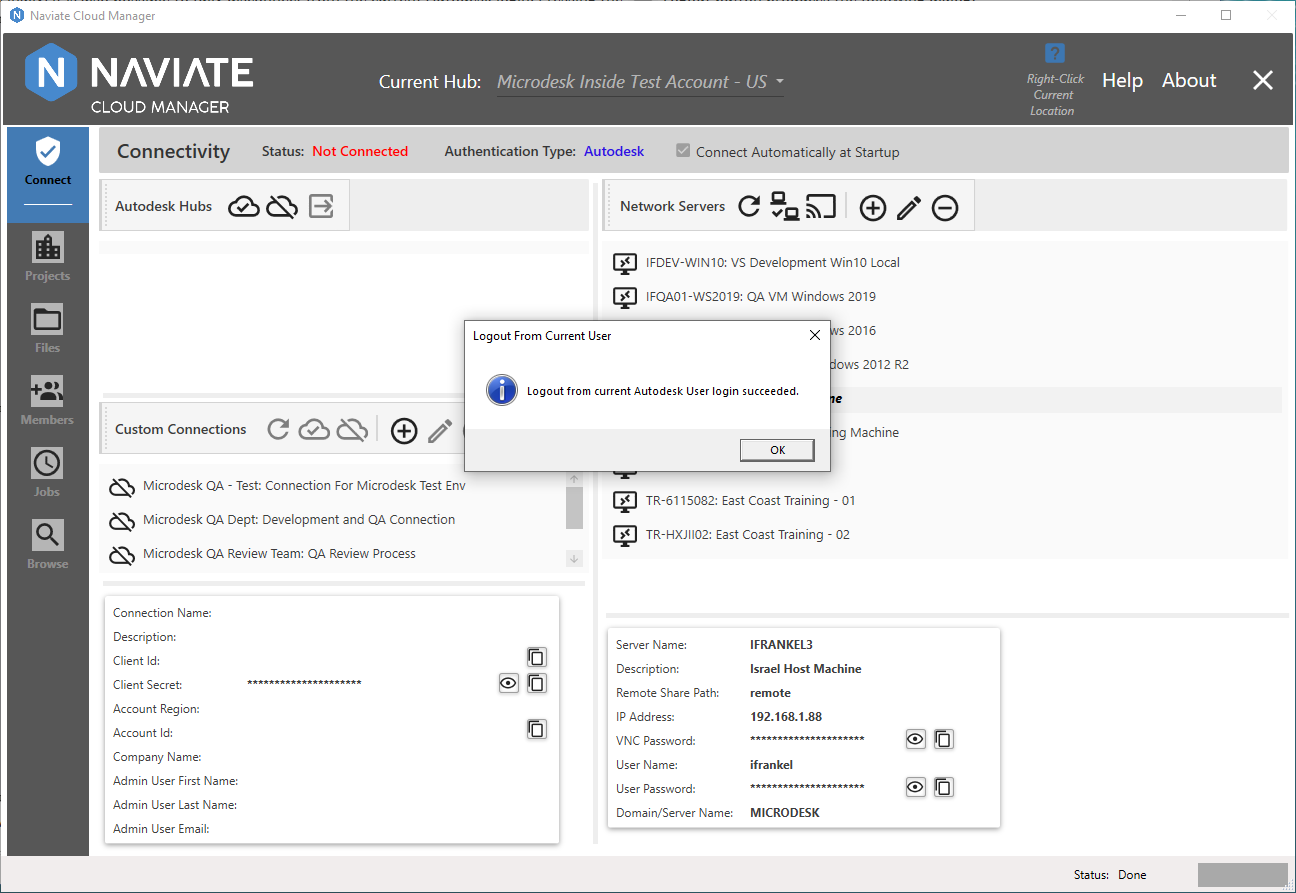 Naviate Cloud Manager
N NAVIATE
CLOUD MANAGER
Current Hub: Microdesk Inside Test Account - US
?
Right-Click
Current
Location
Help About
Connect
Projects
Files
Members
Jobs
Browse
Connectivity Status: Not Connected Authentication Type: Autodesk Connect Automatically at Startup
Autodesk Hubs
Custom Connections
Microdesk QA - Test: Connection For Microdesk Test Env
Microdesk QA Dept: Development and QA Connection
Microdesk QA Review Team: QA Review Process
Connection Name:
Description:
Client Id:
Client Secret: *********************
Account Region:
Account Id:
Company Name:
Admin User First Name:
Admin User Last Name:
Admin User Email:
Network Servers
IFDEV-WIN10: VS Development Win10 Local
IFQA01-WS2019: QA VM Windows 2019
2016
2012 R2
Machine
TR-6115082: East Coast Training - 01
TR-HXJII02: East Coast Training - 02
Logout From Current User
Logout from current Autodesk User login succeeded.
OK
Server Name: IFRANKEL3
Description: Israel Host Machine
Remote Share Path: remote
IP Address: 192.168.1.88
VNC Password: *********************
User Name: ifrankel
User Password: *********************
Domain/Server Name: MICRODESK
Status: Done